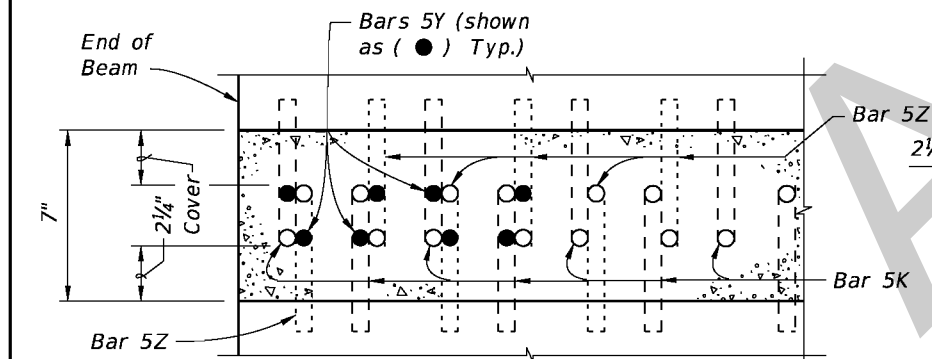 Bars 5Y (shown
as ( ● ) Typ.)
End of
Beam
Bar 5Z
7"
2¼"
Cover
Bar 5K
Bar 5Z